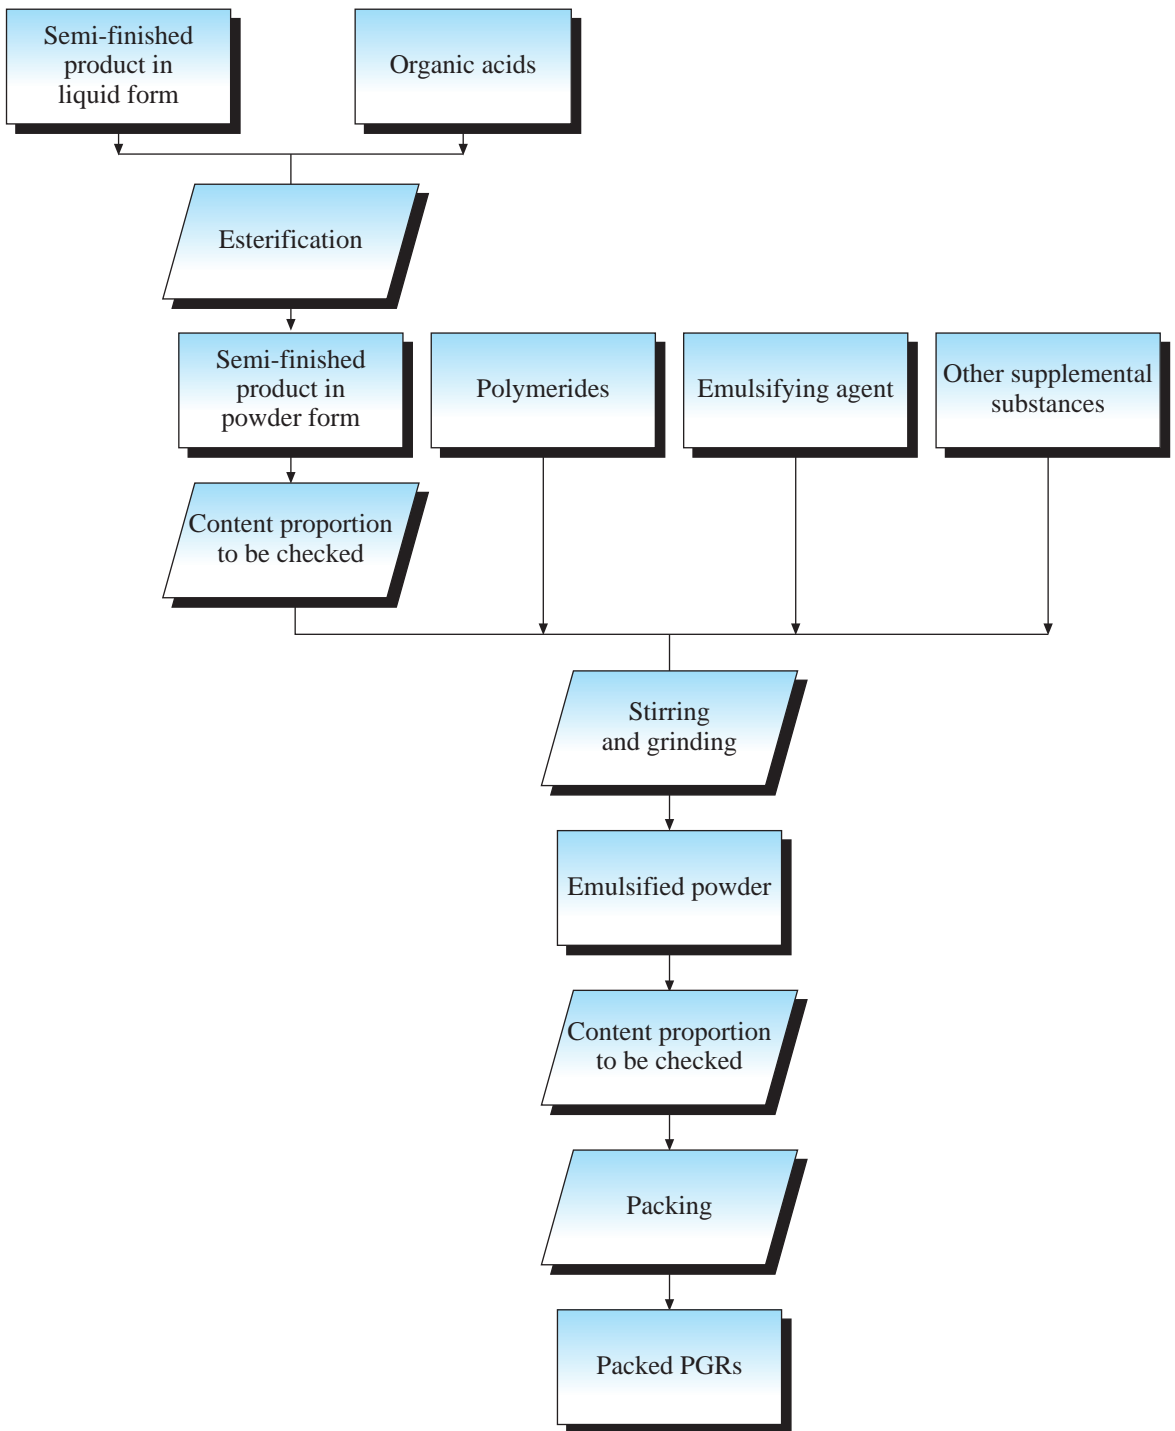 Semi-finished
product in
liquid form
Organic acids
Esterification
Semi-finished
product in
powder form
Polymerides
Emulsifying agent
Other supplemental
substances
Content proportion
to be checked
Stirring
and grinding
Emulsified powder
Content proportion
to be checked
Packing
Packed PGRs